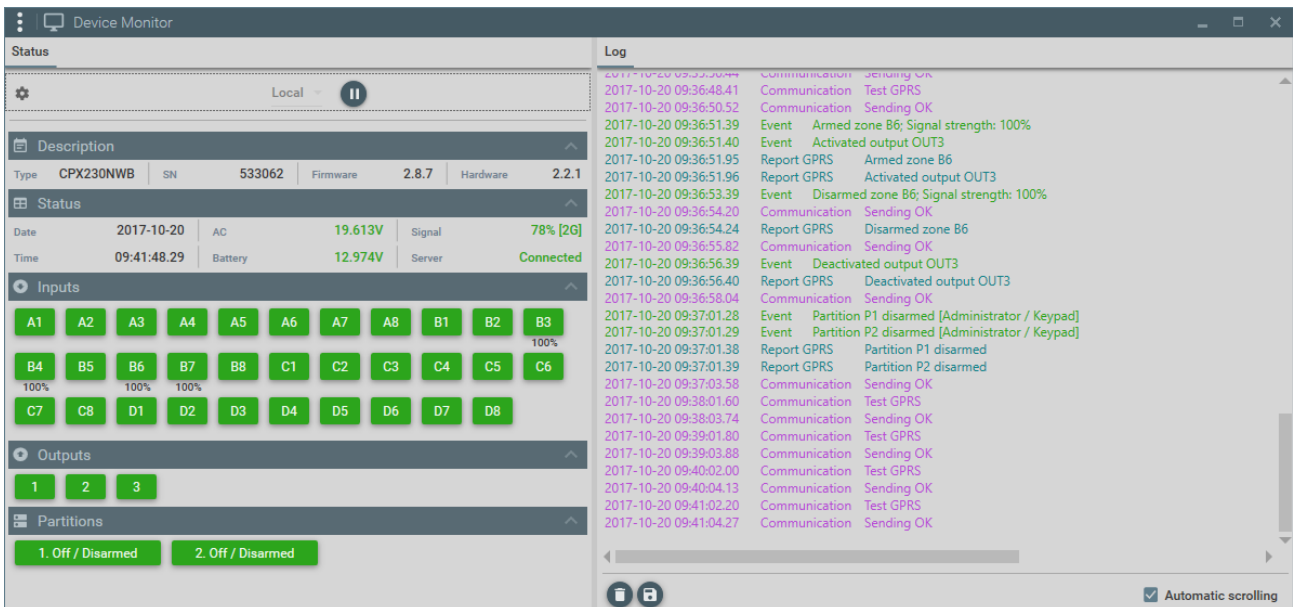 Device Monitor
Status
Local
Description
Type CPX230NWB SN 533062 Firmware 2.8.7 Hardware 2.2.1
Status
Date 2017-10-20 AC 19.613V Signal 78% [2G]
Time 09:41:48.29 Battery 12.974V Server Connected
Inputs
A1 A2 A3 A4 A5 A6 A7 A8 B1 B2 B3
100%
B4 B5 B6 B7 B8 C1 C2 C3 C4 C5 C6
100% 100% 100%
C7 C8 D1 D2 D3 D4 D5 D6 D7 D8
Outputs
1 2 3
Partitions
1. Off / Disarmed 2. Off / Disarmed
Log
Communication Sending OK
2017-10-20 09:36:48.41 Communication Test GPRS
2017-10-20 09:36:50.52 Communication Sending OK
2017-10-20 09:36:51.39 Event Armed zone B6; Signal strength: 100%
2017-10-20 09:36:51.40 Event Activated output OUT3
2017-10-20 09:36:51.95 Report GPRS Armed zone B6
2017-10-20 09:36:51.96 Report GPRS Activated output OUT3
2017-10-20 09:36:53.39 Event Disarmed zone B6; Signal strength: 100%
2017-10-20 09:36:54.20 Communication Sending OK
2017-10-20 09:36:54.24 Report GPRS Disarmed zone B6
2017-10-20 09:36:55.82 Communication Sending OK
2017-10-20 09:36:56.39 Event Deactivated output OUT3
2017-10-20 09:36:56.40 Report GPRS Deactivated output OUT3
2017-10-20 09:36:58.04 Communication Sending OK
2017-10-20 09:37:01.28 Event Partition P1 disarmed [Administrator / Keypad]
2017-10-20 09:37:01.29 Event Partition P2 disarmed [Administrator / Keypad]
2017-10-20 09:37:01.38 Report GPRS Partition P1 disarmed
2017-10-20 09:37:01.39 Report GPRS Partition P2 disarmed
2017-10-20 09:37:03.58 Communication Sending OK
2017-10-20 09:38:01.60 Communication Test GPRS
2017-10-20 09:38:03.74 Communication Sending OK
2017-10-20 09:39:01.80 Communication Test GPRS
2017-10-20 09:39:03.88 Communication Sending OK
2017-10-20 09:40:02.00 Communication Test GPRS
2017-10-20 09:40:04.13 Communication Sending OK
2017-10-20 09:41:02.20 Communication Test GPRS
2017-10-20 09:41:04.27 Communication Sending OK
Automatic scrolling